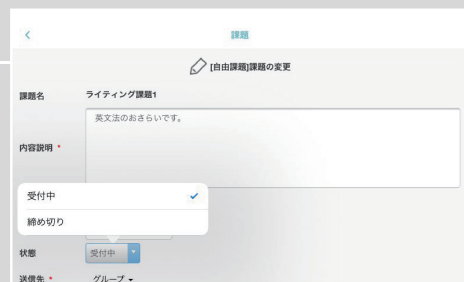 課題
[自由課題]課題の変更
課題名 ライティング課題1
英文法のおさらいです。
内容説明 *
受付中
締め切り
状態 受付中
送信先 * グループ